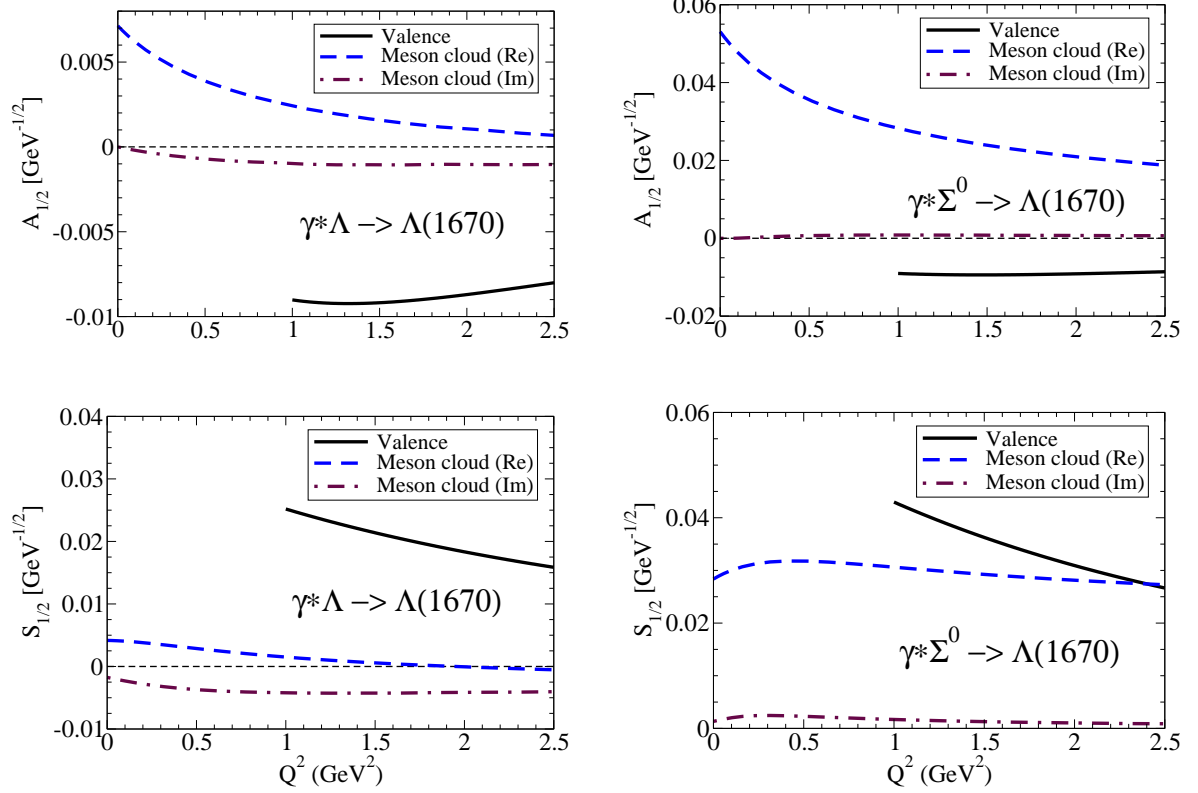 0.005
0
-0.005
-0.01
A1/2 [GeV-1/2]
Valence
Meson cloud (Re)
Meson cloud (Im)
γ*Λ −> Λ(1670)
0 0.5 1 1.5 2 2.5
0.06
0.04
0.02
0
-0.02
A1/2 [GeV-1/2]
Valence
Meson cloud (Re)
Meson cloud (Im)
γ*Σ0 −> Λ(1670)
0 0.5 1 1.5 2 2.5
0.04
0.03
0.02
0.01
0
-0.01
S1/2 [GeV-1/2]
Valence
Meson cloud (Re)
Meson cloud (Im)
γ*Λ −> Λ(1670)
0 0.5 1 1.5 2 2.5
Q2 (GeV2)
0.06
0.04
0.02
0
S1/2 [GeV-1/2]
Valence
Meson cloud (Re)
Meson cloud (Im)
γ*Σ0 −> Λ(1670)
0 0.5 1 1.5 2 2.5
Q2 (GeV2)